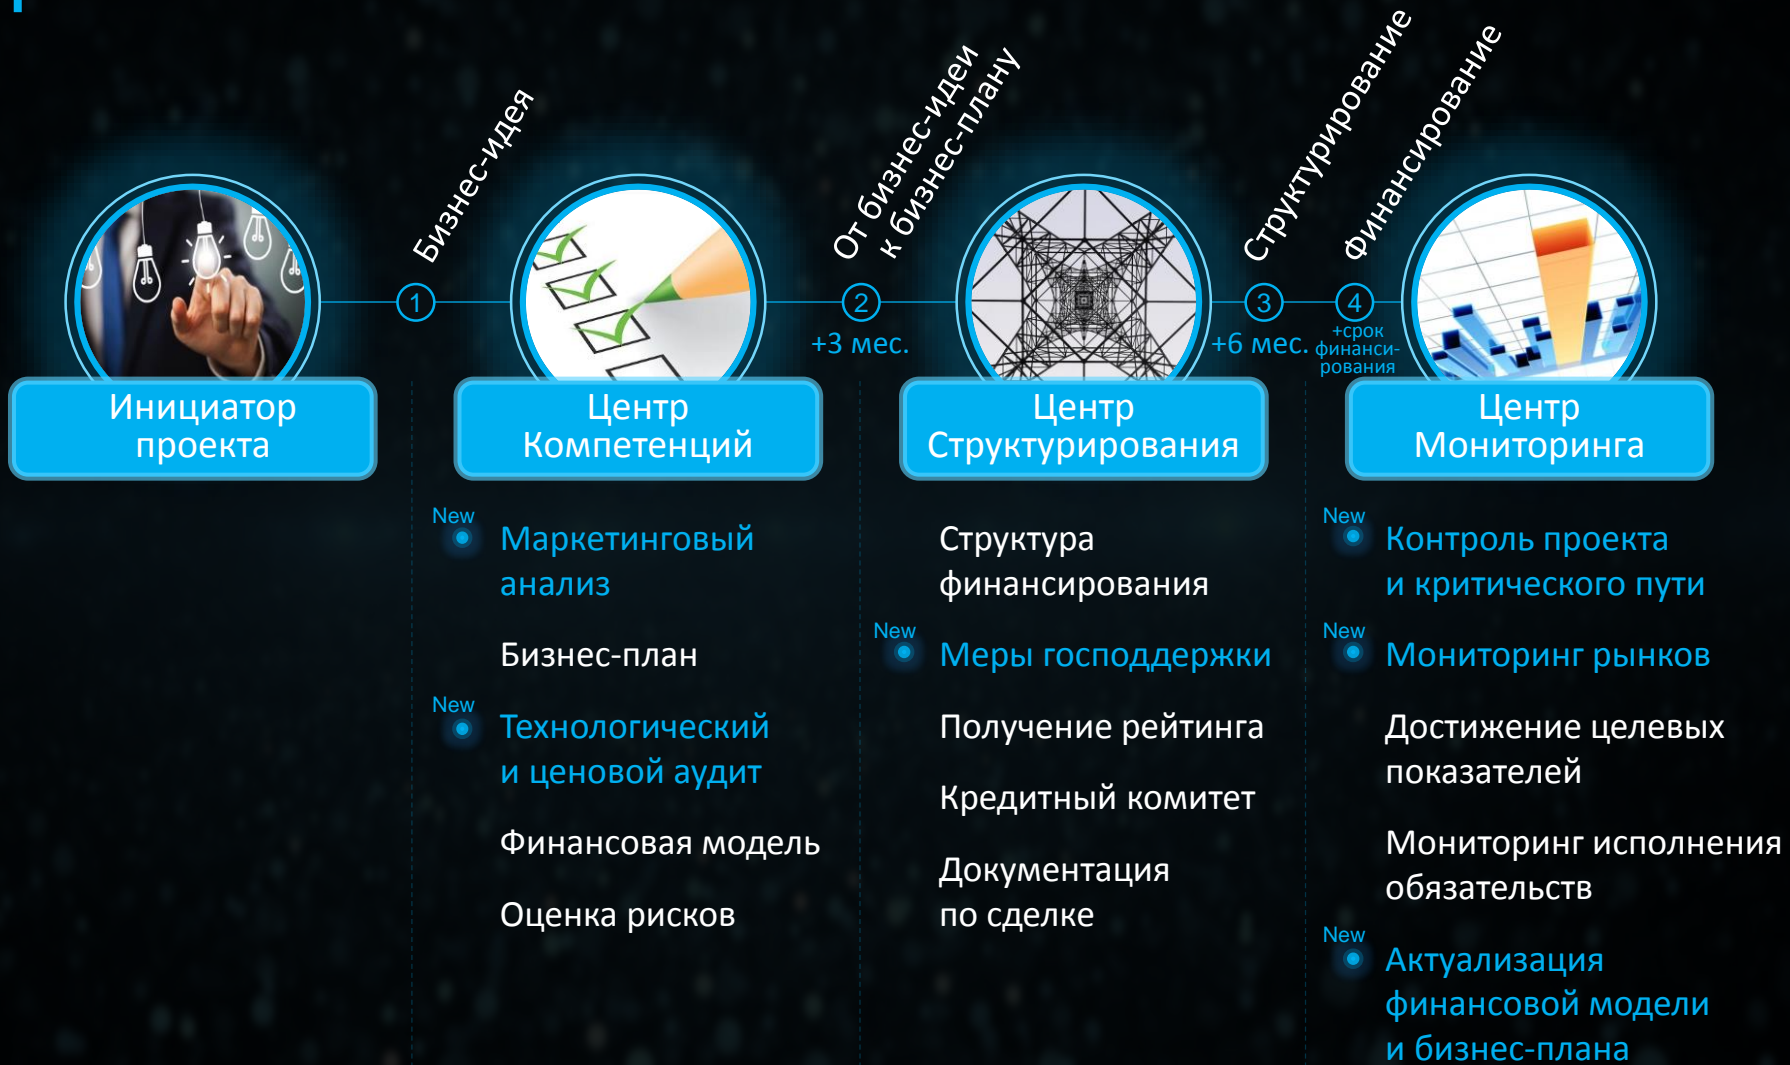 Бизнес-идея
От бизнес-идеи
к бизнес-плану
Структурирование
Финансирование
1
2
3
4
+3 мес.
+6 мес.
+срок
финанси-
рования
Инициатор
проекта
Центр
Компетенций
Центр
Структурирования
Центр
Мониторинга
New
Маркетинговый
анализ
Бизнес-план
New
Технологический
и ценовой аудит
Финансовая модель
Оценка рисков
Структура
финансирования
New
Меры господдержки
Получение рейтинга
Кредитный комитет
Документация
по сделке
New
Контроль проекта
и критического пути
New
Мониторинг рынков
Достижение целевых
показателей
Мониторинг исполнения
обязательств
New
Актуализация
финансовой модели
и бизнес-плана